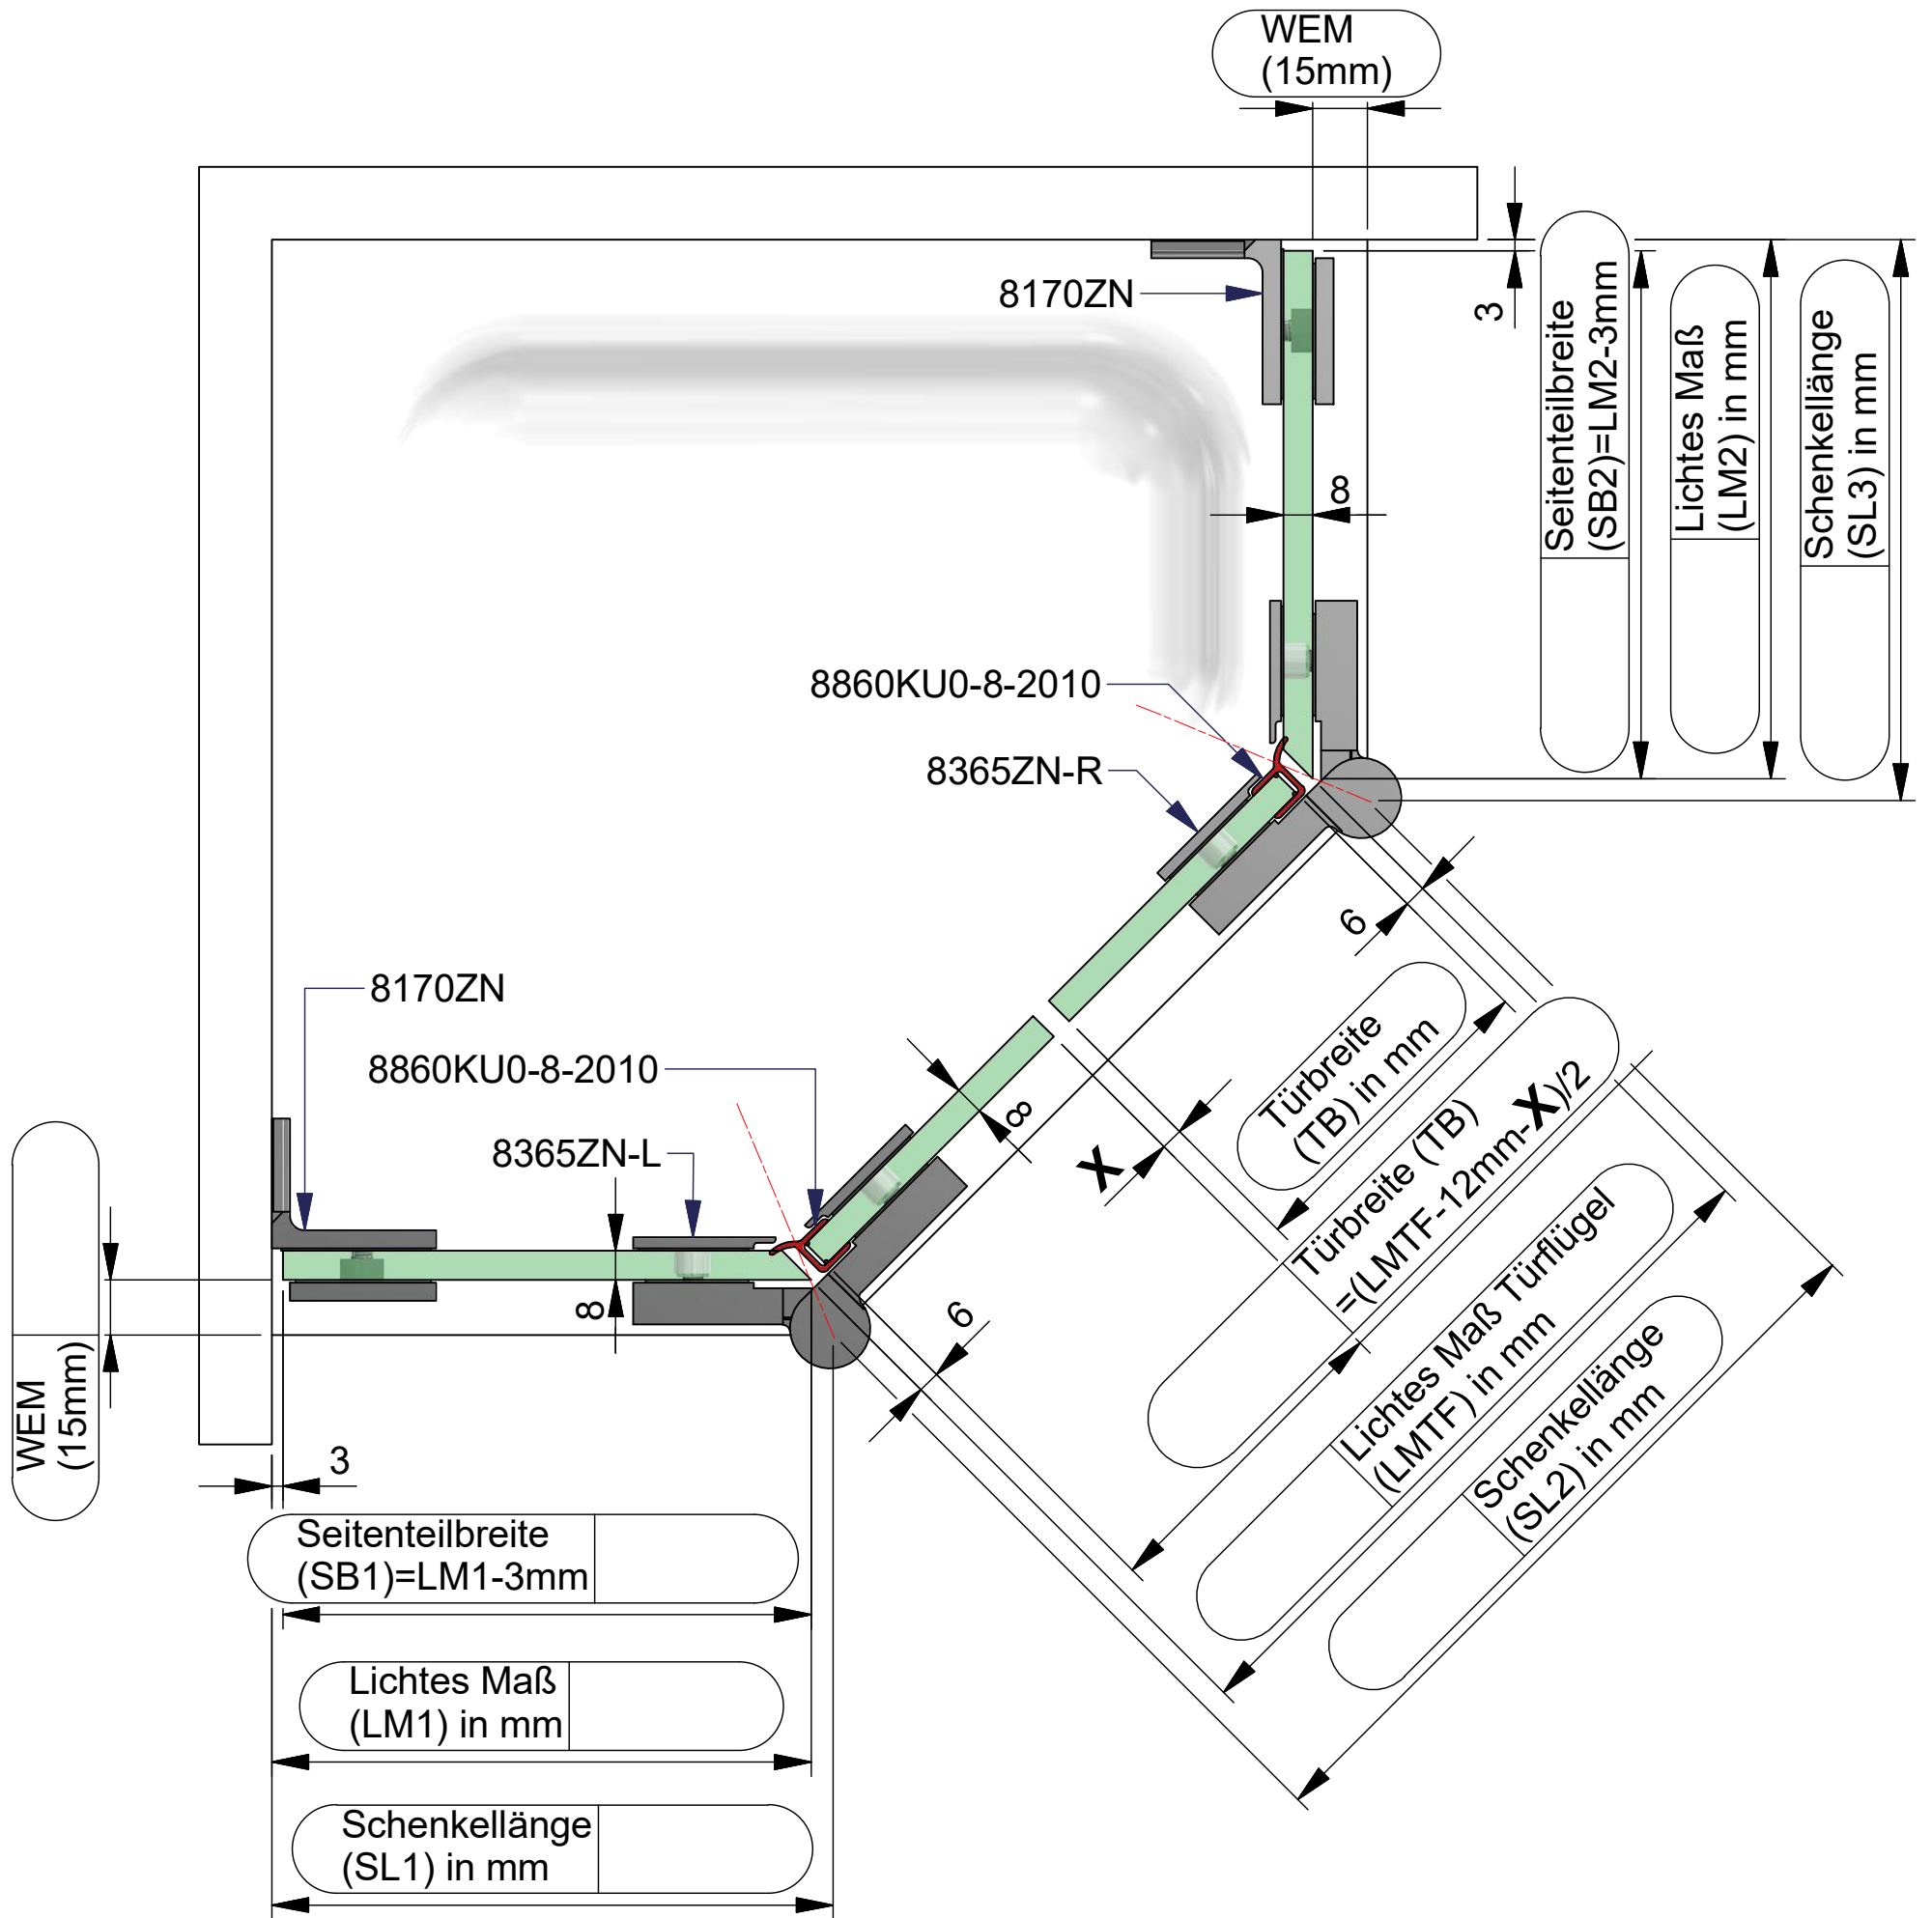 WEM
(15mm)
8170ZN
3
Seitenteilbreite
(SB2)=LM2-3mm
Lichtes Maß
(LM2) in mm
Schenkellänge
(SL3) in mm
8
8860KU0-8-2010
8365ZN-R
6
8170ZN
8860KU0-8-2010
8365ZN-L
8
X
Türbreite
(TB) in mm
Türbreite (TB)
=(LMTF-12mm-X)/2
Lichtes Maß Türflügel
(LMTF) in mm
Schenkellänge
(SL2) in mm
8
6
WEM
(15mm)
3
Seitenteilbreite
(SB1)=LM1-3mm
Lichtes Maß
(LM1) in mm
Schenkellänge
(SL1) in mm